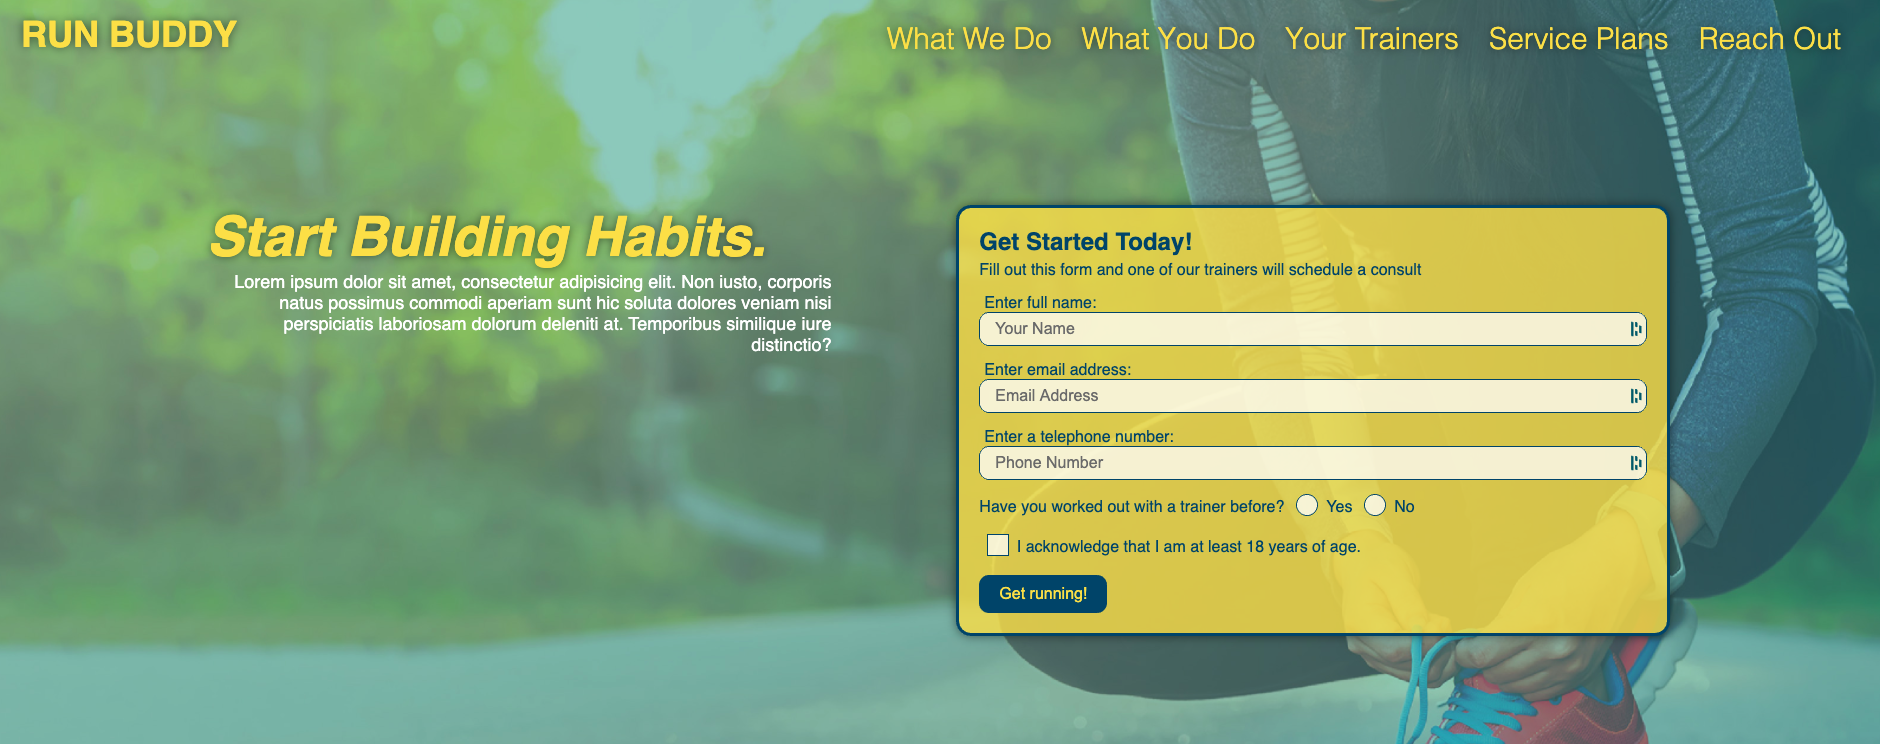 RUN BUDDY
What We Do What You Do Your Trainers Service Plans Reach Out
Start Building Habits.
Lorem ipsum dolor sit amet, consectetur adipisicing elit. Non iusto, corporis
natus possimus commodi aperiam sunt hic soluta dolores veniam nisi
perspiciatis laboriosam dolorum deleniti at. Temporibus similique iure
distinctio?
Get Started Today!
Fill out this form and one of our trainers will schedule a consult
Enter full name:
Your Name
Enter email address:
Email Address
Enter a telephone number:
Phone Number
Have you worked out with a trainer before? Yes No
I acknowledge that I am at least 18 years of age.
Get running!